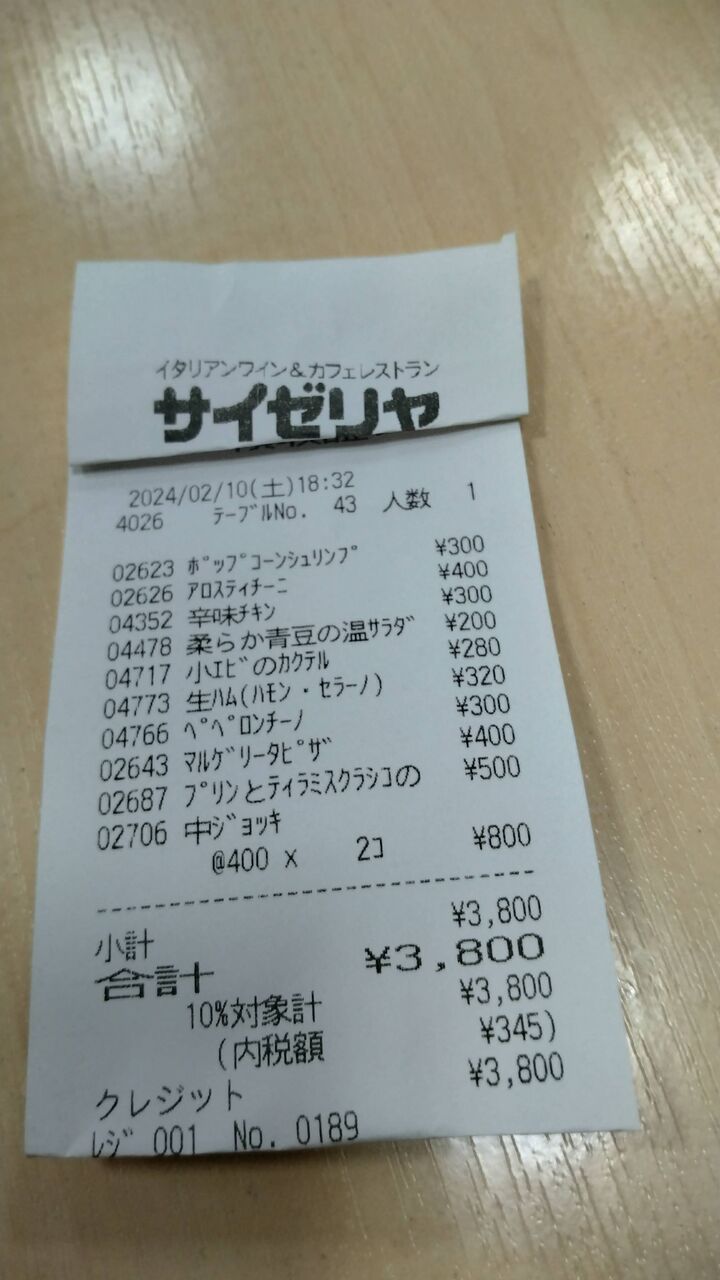 イタリアンワイン&カフェレストラン
サイゼリヤ
2024/02/10(土)18:32
4026 テーブルNo. 43 人数 1
02623 ポップコーンシュリンプ ¥300
02626 アロスティチーニ ¥400
04352 辛味チキン ¥300
04478 柔らか青豆の温サラダ ¥200
04717 小エビのカクテル ¥280
04773 生ハム(ハモン・セラーノ) ¥320
04766 ペペロンチーノ ¥300
02643 マルゲリータピザ ¥400
02687 プリンとティラミスクラシコの ¥500
02706 中ジョッキ
@400 x 2コ ¥800
小計 ¥3,800
合計 ¥3,800
10%対象計 ¥3,800
(内税額 ¥345)
クレジット ¥3,800
レジ 001 No. 0189